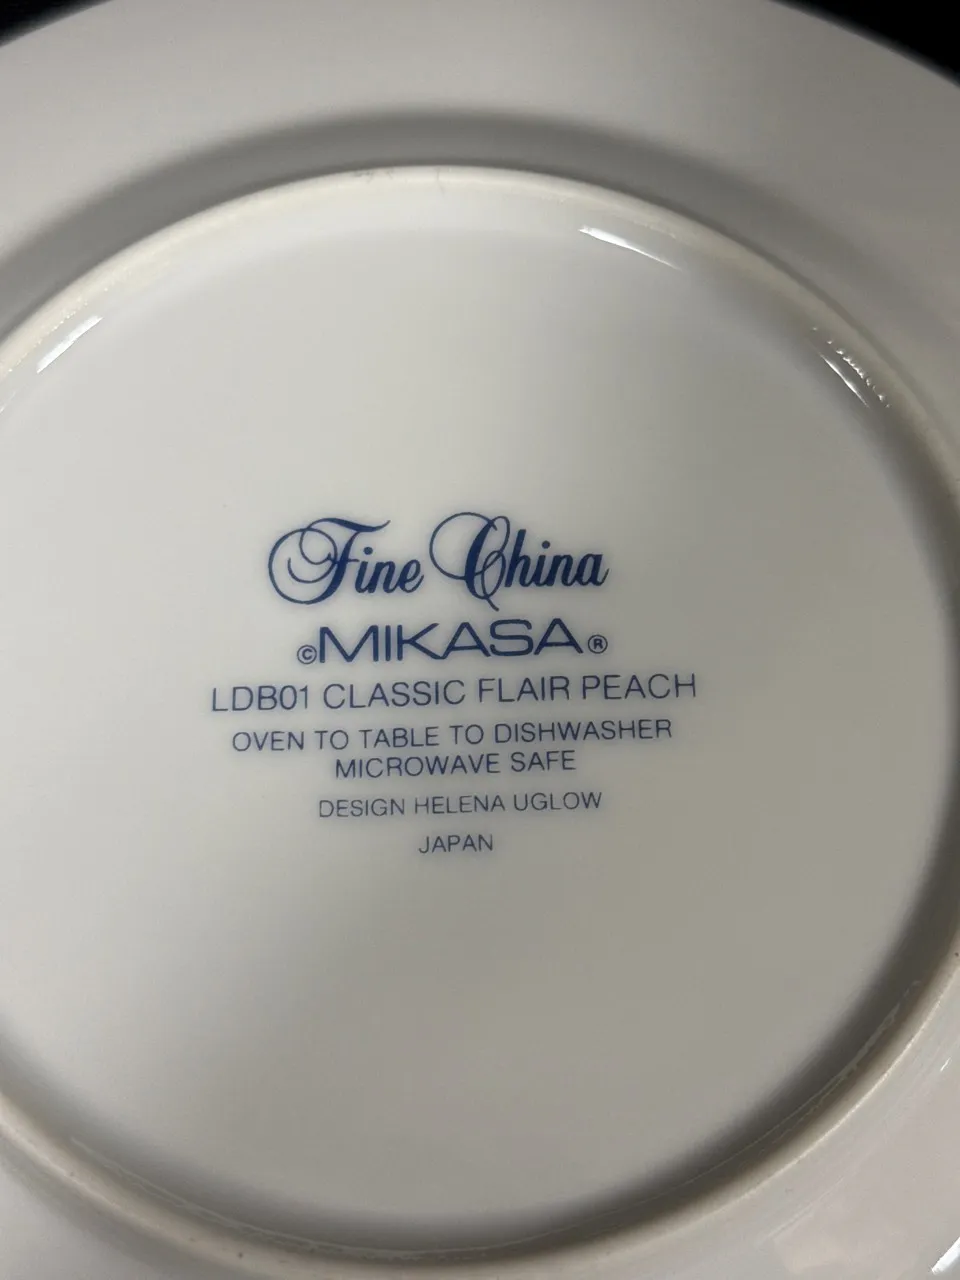 Fine China
©MIKASA®
LDB01 CLASSIC FLAIR PEACH
OVEN TO TABLE TO DISHWASHER
MICROWAVE SAFE
DESIGN HELENA UGLOW
JAPAN